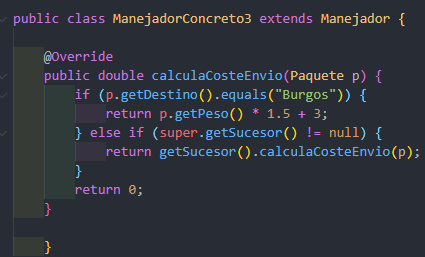 public class ManejadorConcreto3 extends Manejador {
@Override
public double calculaCosteEnvio(Paquete p) {
if (p.getDestino().equals("Burgos")) {
return p.getPeso() * 1.5 + 3;
} else if (super.getSucesor() != null) {
return getSucesor().calculaCosteEnvio(p);
}
return 0;
}
}